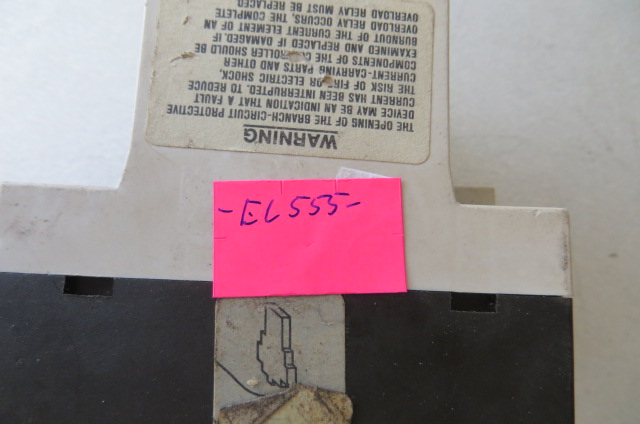 WARNING
THE OPENING OF THE BRANCH-CIRCUIT PROTECTIVE
DEVICE MAY BE AN INDICATION THAT A FAULT
CURRENT HAS BEEN INTERRUPTED. TO REDUCE
THE RISK OF FIRE OR ELECTRIC SHOCK,
CURRENT-CARRYING PARTS AND OTHER
COMPONENTS OF THE CONTROLLER SHOULD BE
EXAMINED AND REPLACED IF DAMAGED. IF
BURNOUT OF THE CURRENT ELEMENT OF AN
OVERLOAD RELAY OCCURS, THE COMPLETE
OVERLOAD RELAY MUST BE REPLACED
-EL555-